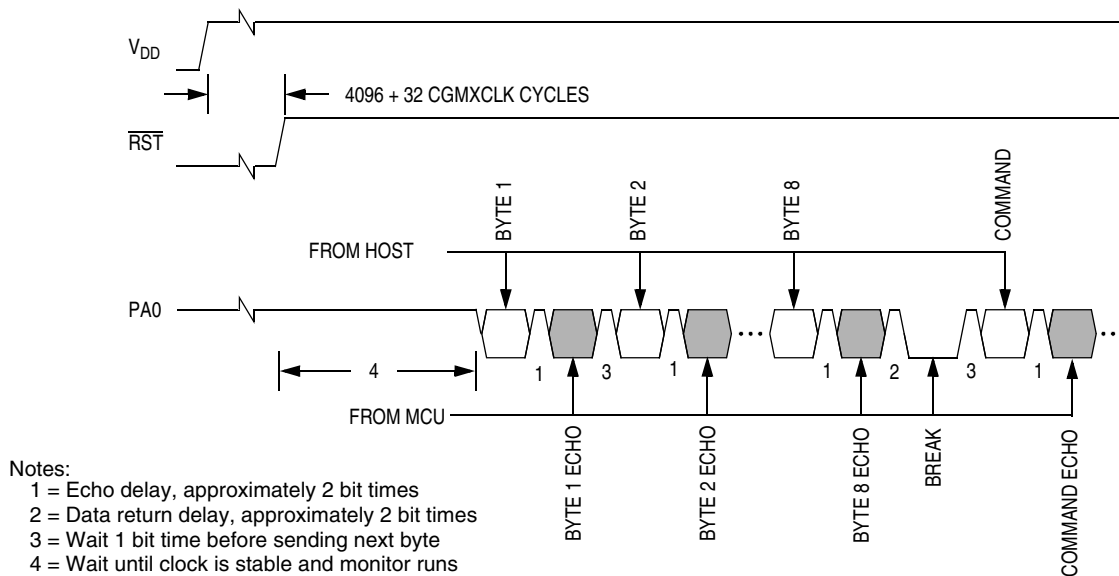 VDD
4096 + 32 CGMXCLK CYCLES
RST
BYTE 1
BYTE 2
BYTE 8
COMMAND
FROM HOST
PA0
4
1
3
1
1
2
3
1
FROM MCU
BYTE 1 ECHO
BYTE 2 ECHO
BYTE 8 ECHO
BREAK
COMMAND ECHO
Notes:
1 = Echo delay, approximately 2 bit times
2 = Data return delay, approximately 2 bit times
3 = Wait 1 bit time before sending next byte
4 = Wait until clock is stable and monitor runs